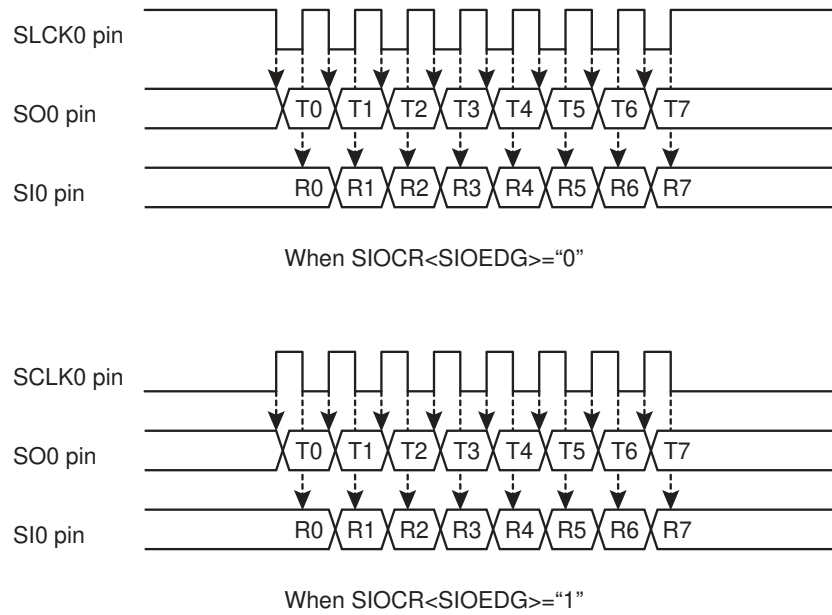 SLCK0 pin
SO0 pin T0 T1 T2 T3 T4 T5 T6 T7
SI0 pin R0 R1 R2 R3 R4 R5 R6 R7
When SIOCR<SIOEDG>=“0”
SCLK0 pin
SO0 pin T0 T1 T2 T3 T4 T5 T6 T7
SI0 pin R0 R1 R2 R3 R4 R5 R6 R7
When SIOCR<SIOEDG>=“1”